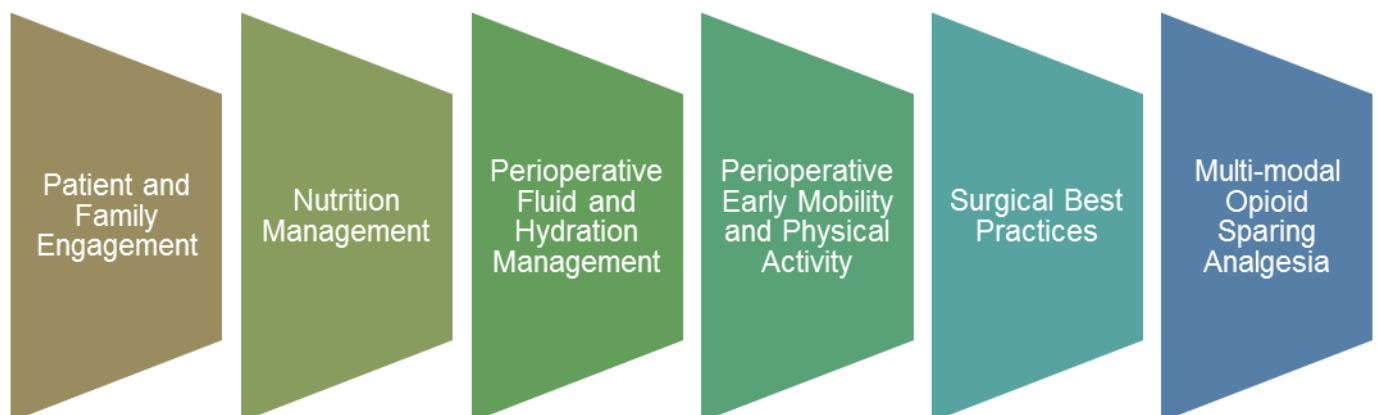 Patient and
Family
Engagement
Nutrition
Management
Perioperative
Fluid and
Hydration
Management
Perioperative
Early Mobility
and Physical
Activity
Surgical Best
Practices
Multi-modal
Opioid
Sparing
Analgesia